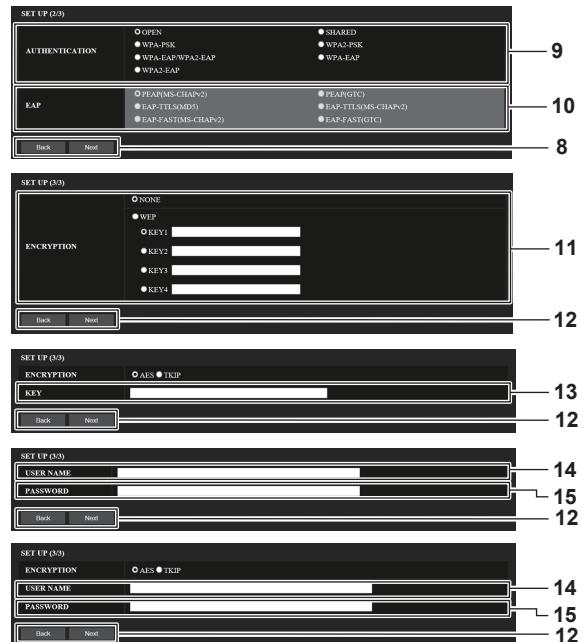 SET UP (2/3)
AUTHENTICATION
OPEN SHARED
WPA-PSK WPA2-PSK
WPA-EAP/WPA2-EAP WPA-EAP
WPA2-EAP
9
EAP
PEAP(MS-CHAPv2) PEAP(GTC)
EAP-TTLS(MD5) EAP-TTLS(MS-CHAPv2)
EAP-FAST(MS-CHAPv2) EAP-FAST(GTC)
10
Back Next
8
SET UP (3/3)
ENCRYPTION
NONE
WEP
KEY1
KEY2
KEY3
KEY4
11
Back Next
12
SET UP (3/3)
ENCRYPTION AES TKIP
KEY
13
Back Next
12
SET UP (3/3)
USER NAME
14
PASSWORD
15
Back Next
12
SET UP (3/3)
ENCRYPTION AES TKIP
USER NAME
14
PASSWORD
15
Back Next
12